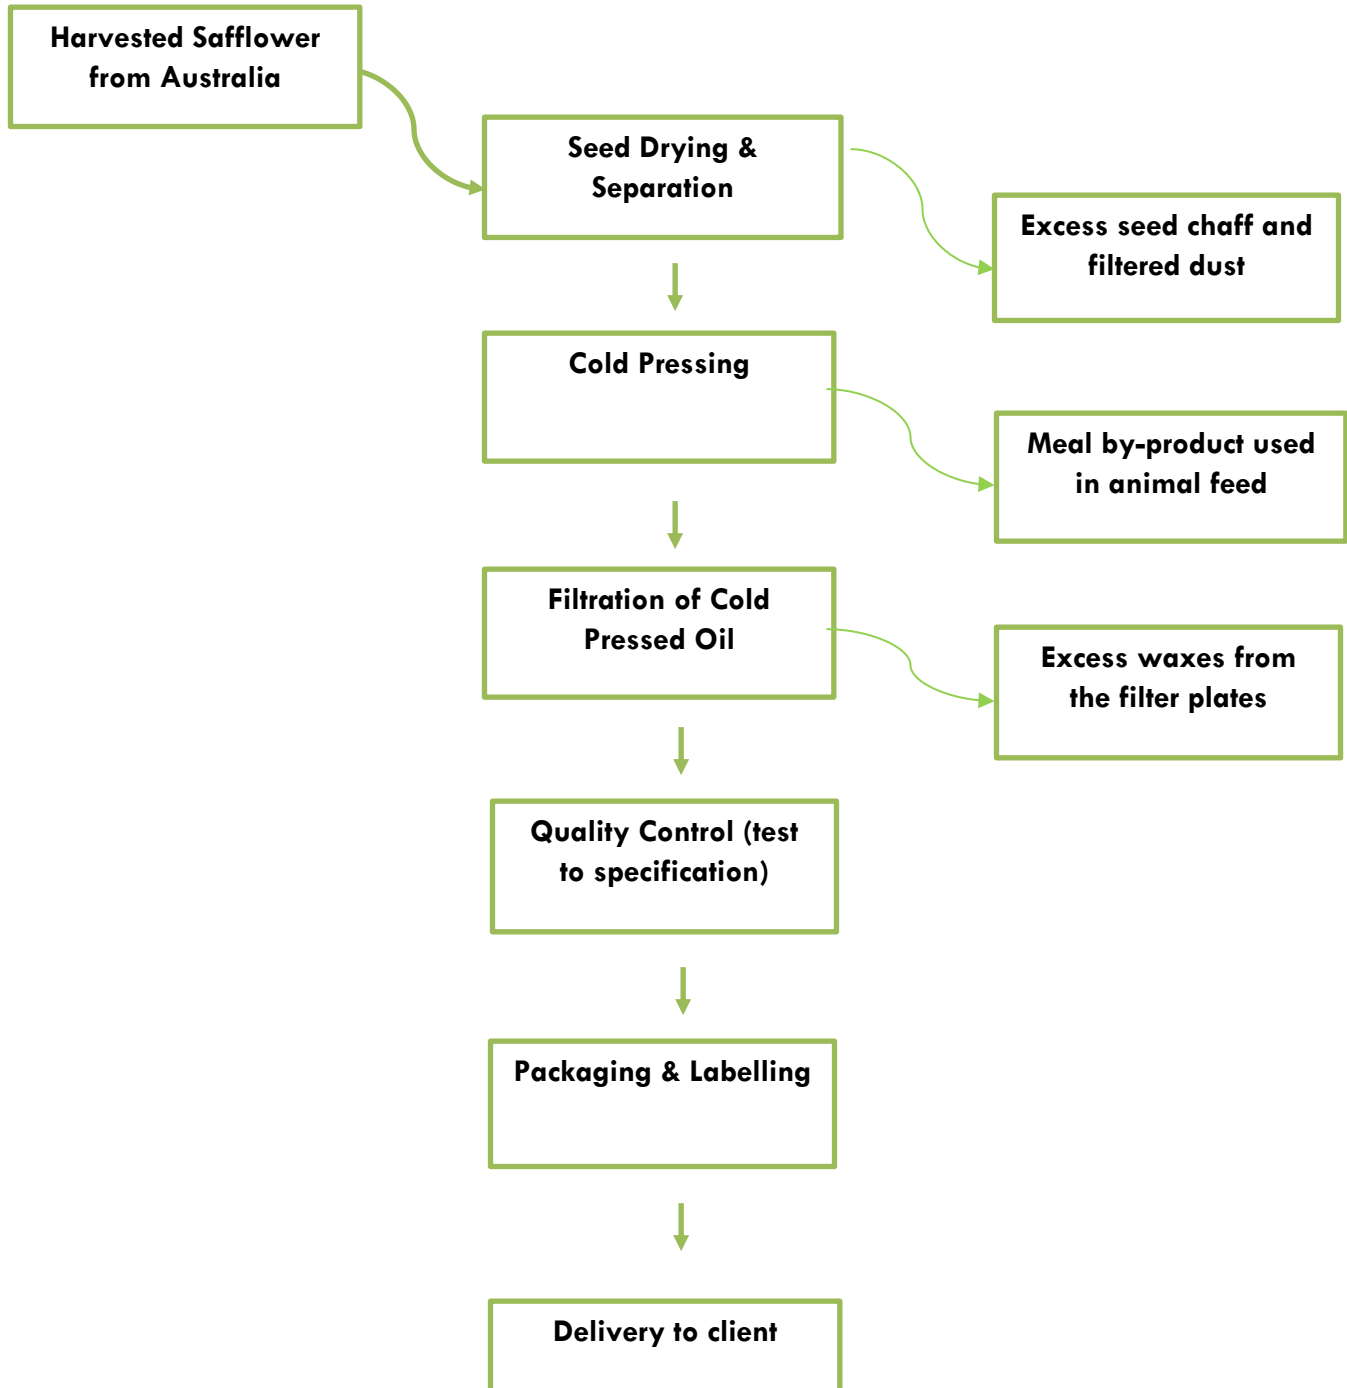 Harvested Safflower
from Australia
Seed Drying &
Separation
Excess seed chaff and
filtered dust
Cold Pressing
Meal by-product used
in animal feed
Filtration of Cold
Pressed Oil
Excess waxes from
the filter plates
Quality Control (test
to specification)
Packaging & Labelling
Delivery to client